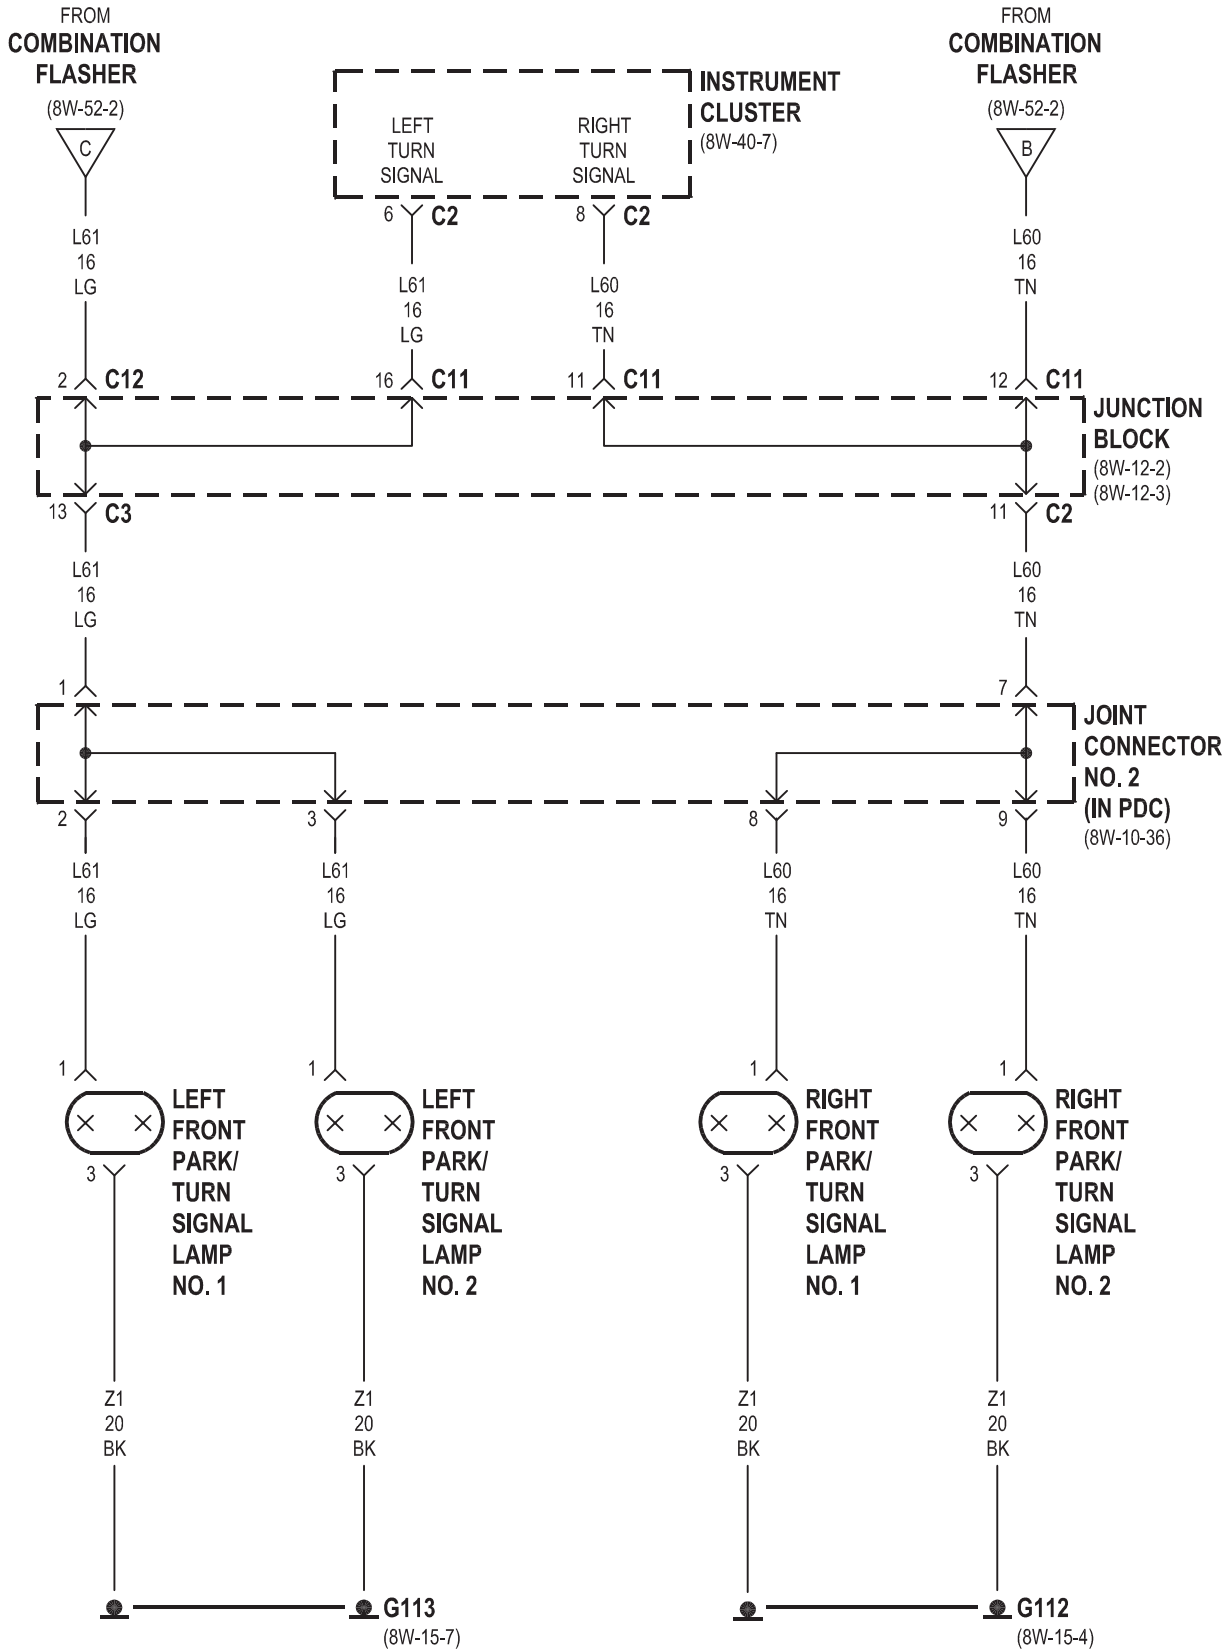 FROM
COMBINATION
FLASHER
(8W-52-2)
C
FROM
COMBINATION
FLASHER
(8W-52-2)
B
INSTRUMENT
CLUSTER
(8W-40-7)
LEFT
TURN
SIGNAL
RIGHT
TURN
SIGNAL
6 C2
8 C2
L61
16
LG
L61
16
LG
L60
16
TN
L60
16
TN
2 C12
16 C11
11 C11
12 C11
JUNCTION
BLOCK
(8W-12-2)
(8W-12-3)
13 C3
11 C2
L61
16
LG
L60
16
TN
1
7
JOINT
CONNECTOR
NO. 2
(IN PDC)
(8W-10-36)
2
3
8
9
L61
16
LG
L61
16
LG
L60
16
TN
L60
16
TN
1
1
1
1
LEFT
FRONT
PARK/
TURN
SIGNAL
LAMP
NO. 1
LEFT
FRONT
PARK/
TURN
SIGNAL
LAMP
NO. 2
RIGHT
FRONT
PARK/
TURN
SIGNAL
LAMP
NO. 1
RIGHT
FRONT
PARK/
TURN
SIGNAL
LAMP
NO. 2
3
3
3
3
Z1
20
BK
Z1
20
BK
Z1
20
BK
Z1
20
BK
G113
(8W-15-7)
G112
(8W-15-4)